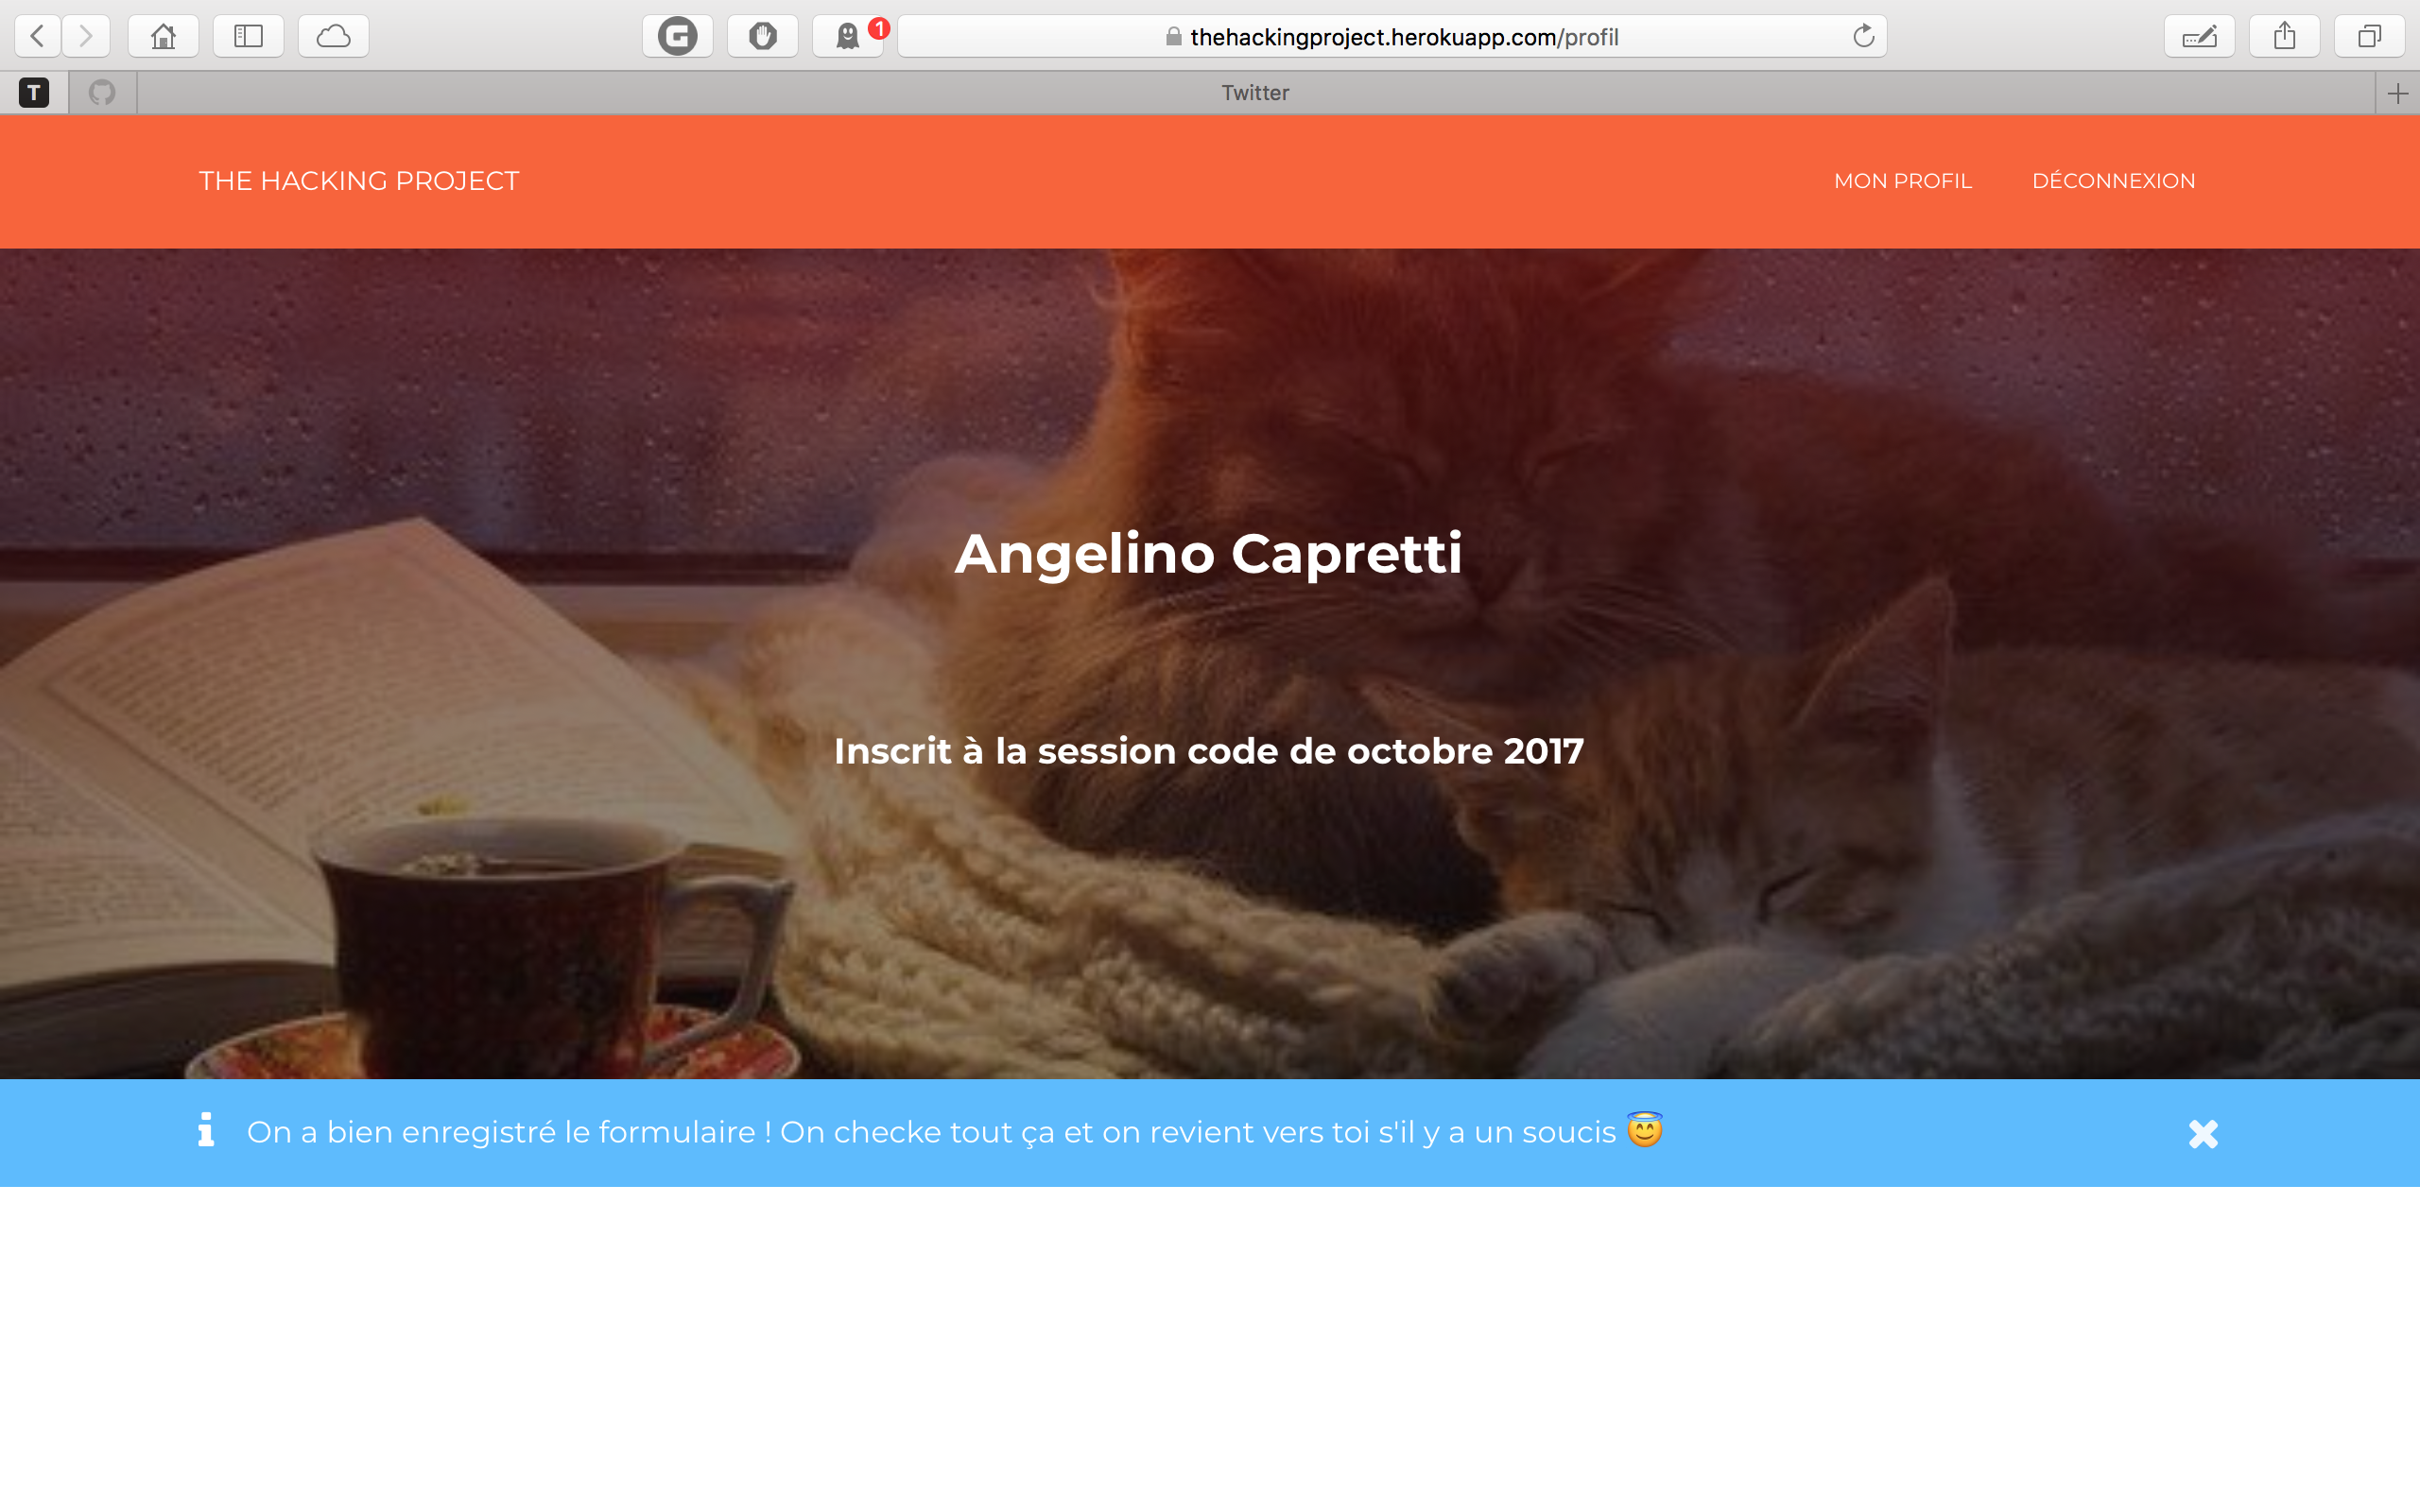 1
thehackingproject.herokuapp.com/profil
T
Twitter
THE HACKING PROJECT
MON PROFIL
DÉCONNEXION
Angelino Capretti
Inscrit à la session code de octobre 2017
On a bien enregistré le formulaire ! On checke tout ça et on revient vers toi s'il y a un soucis 😇